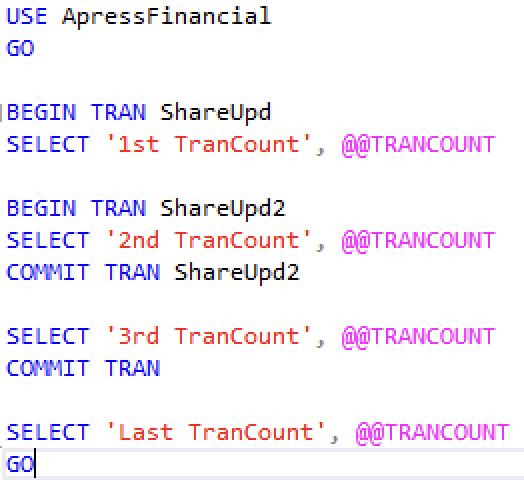 USE ApressFinancial
GO
BEGIN TRAN ShareUpd
SELECT '1st TranCount', @@TRANCOUNT
BEGIN TRAN ShareUpd2
SELECT '2nd TranCount', @@TRANCOUNT
COMMIT TRAN ShareUpd2
SELECT '3rd TranCount', @@TRANCOUNT
COMMIT TRAN
SELECT 'Last TranCount', @@TRANCOUNT
GO